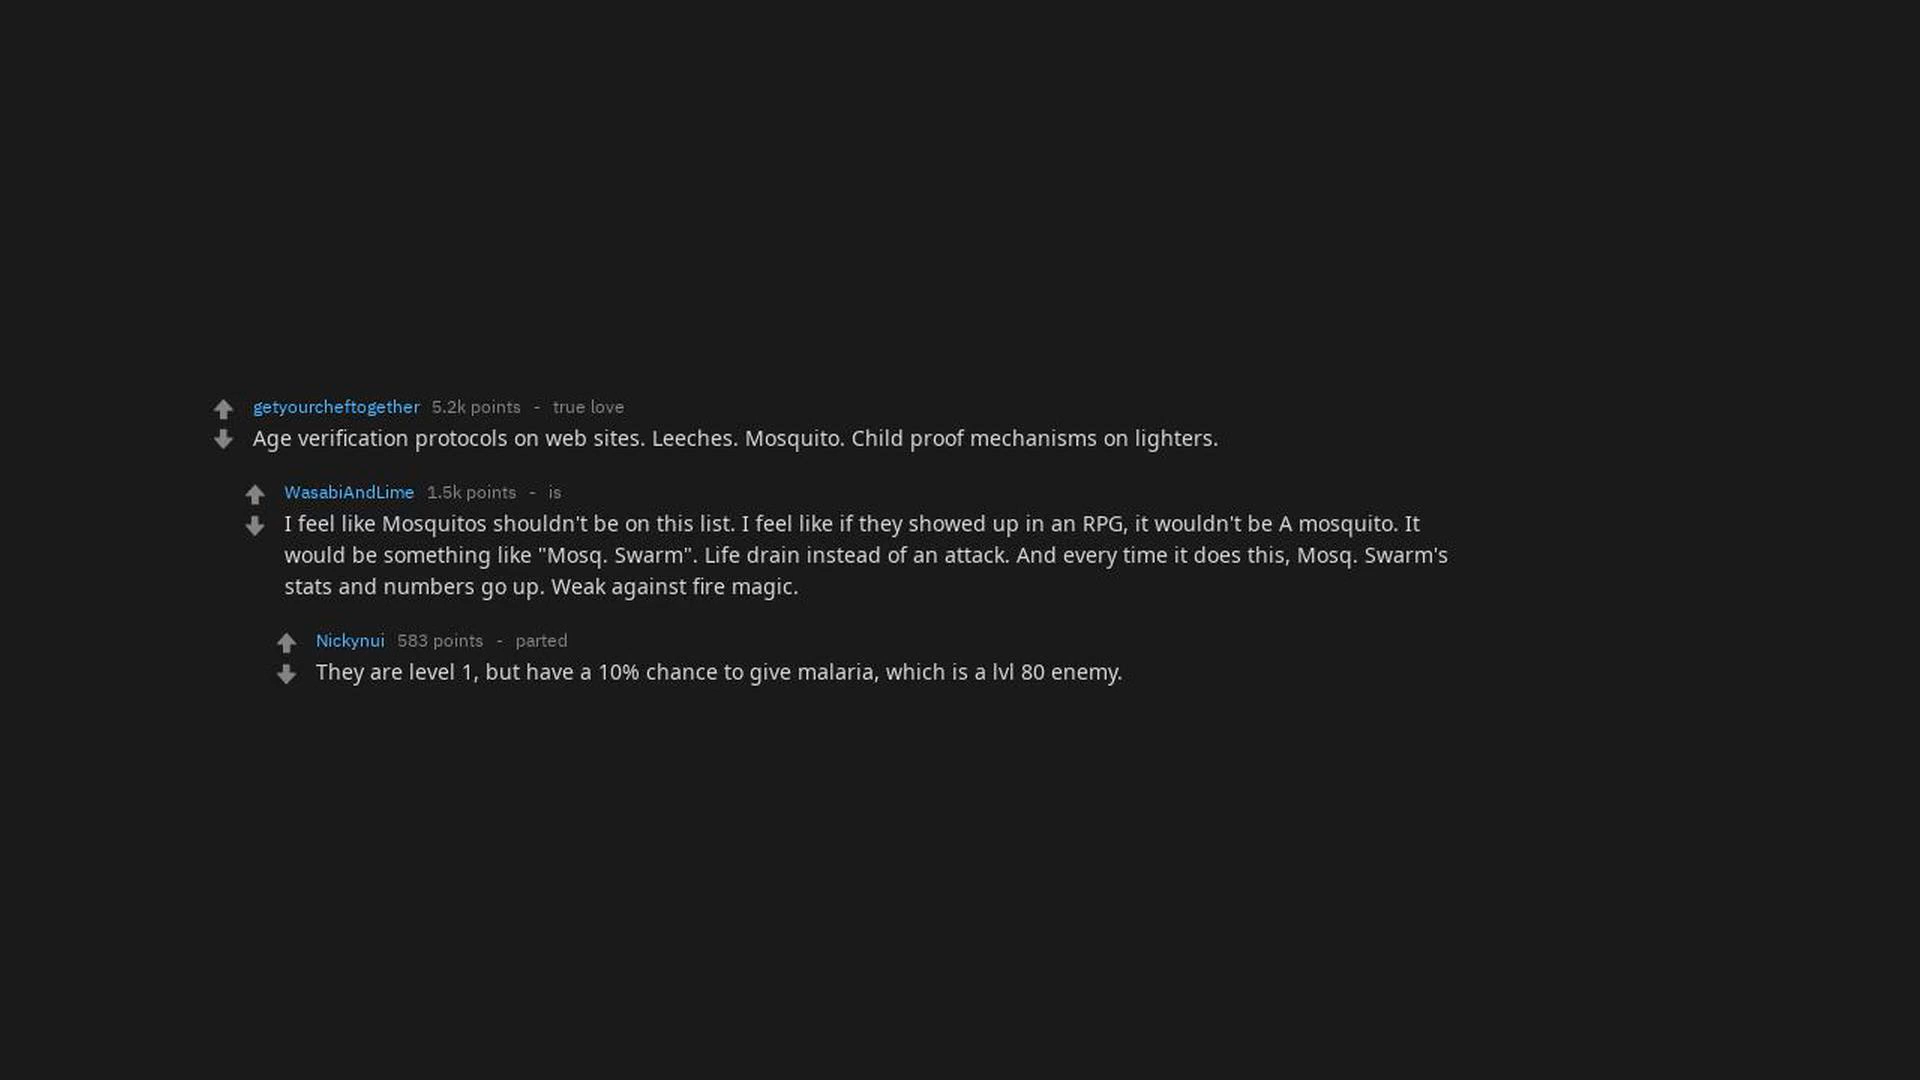 getyourcheftogether 5.2k points - true love
Age verification protocols on web sites. Leeches. Mosquito. Child proof mechanisms on lighters.
WasabiAndLime 1.5k points - is
I feel like Mosquitos shouldn't be on this list. I feel like if they showed up in an RPG, it wouldn't be A mosquito. It
would be something like "Mosq. Swarm". Life drain instead of an attack. And every time it does this, Mosq. Swarm's
stats and numbers go up. Weak against fire magic.
Nickynui 583 points - parted
They are level 1, but have a 10% chance to give malaria, which is a lvl 80 enemy.